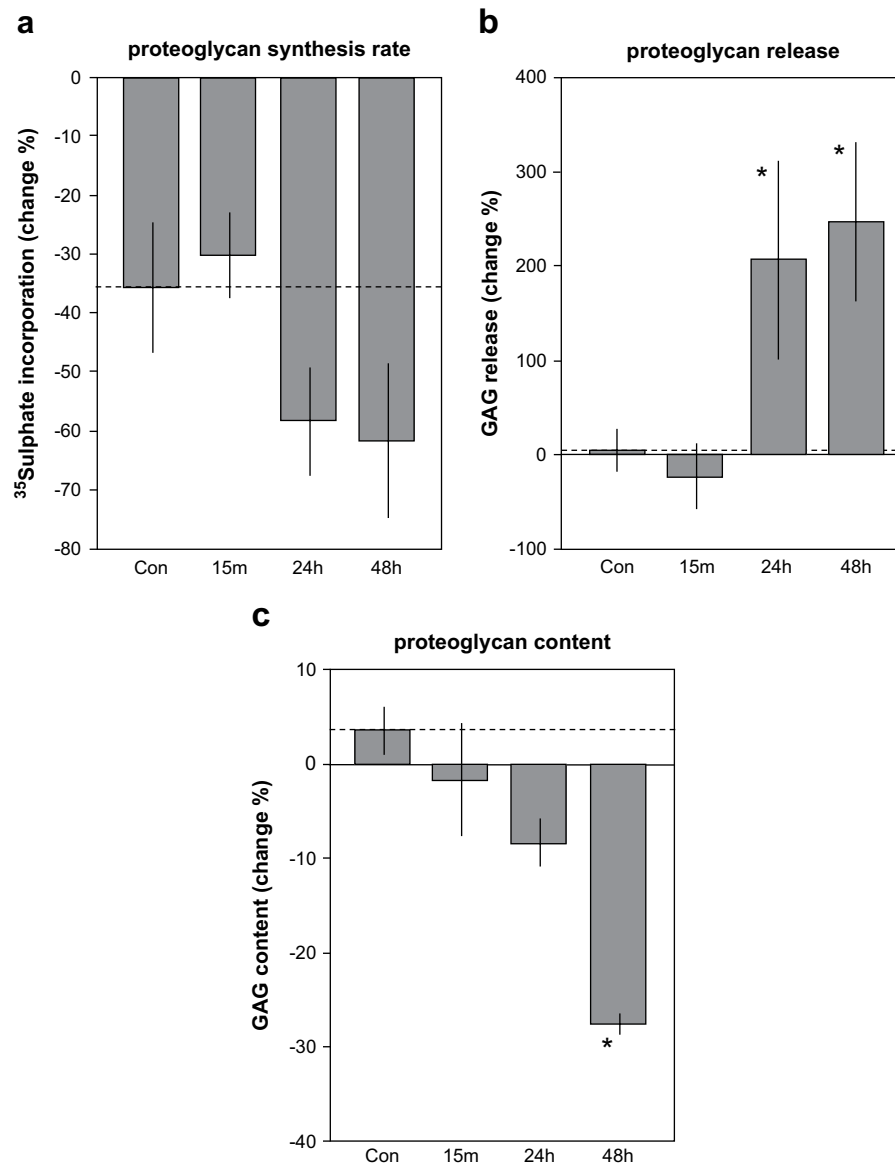 a
proteoglycan synthesis rate
³⁵Sulphate incorporation (change %)
0
-10
-20
-30
-40
-50
-60
-70
-80
Con 15m 24h 48h
b
proteoglycan release
GAG release (change %)
400
300
200
100
0
-100
* *
Con 15m 24h 48h
c
proteoglycan content
GAG content (change %)
10
0
-10
-20
-30
-40
*
Con 15m 24h 48h